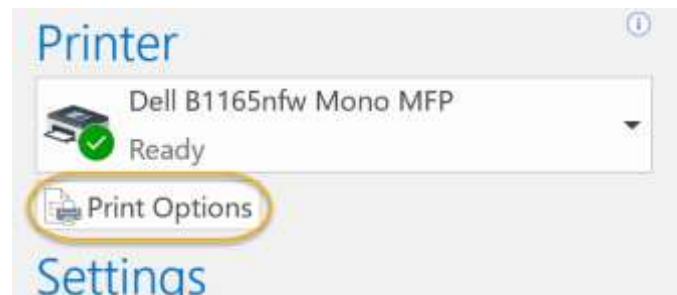 Printer
Dell B1165nfw Mono MFP
Ready
Print Options
Settings